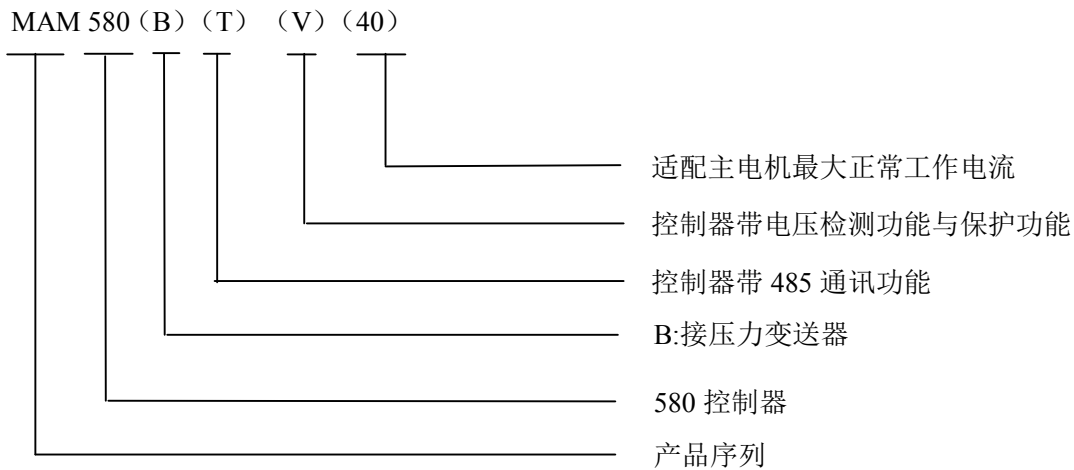 MAM 580（B）（T）（V）（40）
适配主电机最大正常工作电流
控制器带电压检测功能与保护功能
控制器带 485 通讯功能
B:接压力变送器
580 控制器
产品序列